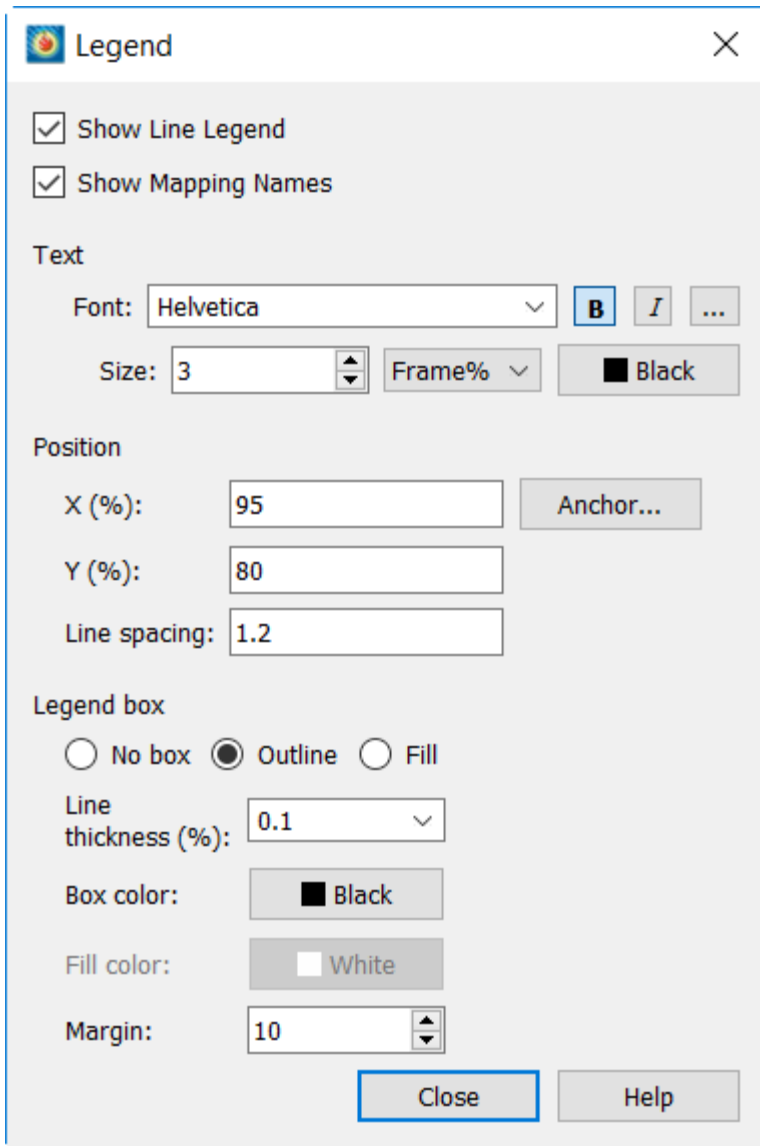 Legend
Show Line Legend
Show Mapping Names
Text
Font: Helvetica B I ...
Size: 3 Frame% Black
Position
X (%): 95 Anchor...
Y (%): 80
Line spacing: 1.2
Legend box
No box Outline Fill
Line
thickness (%): 0.1
Box color: Black
Fill color: White
Margin: 10
Close Help